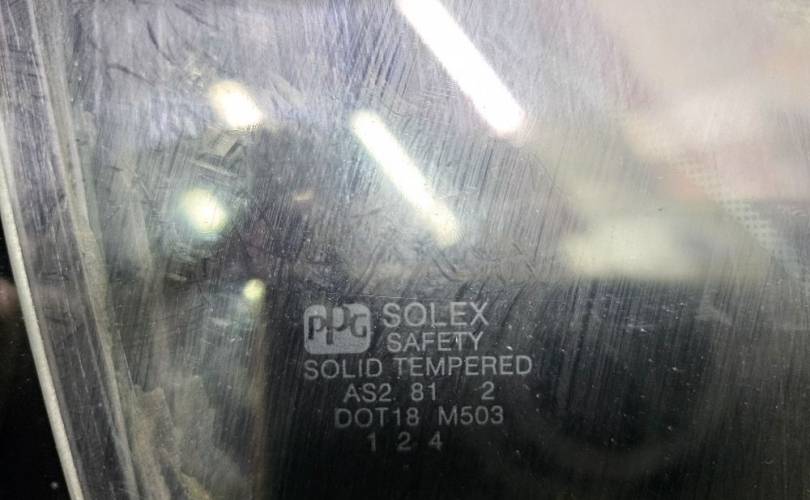 PPG SOLEX
SAFETY
SOLID TEMPERED
AS2 81 2
DOT18 M503
1 2 4